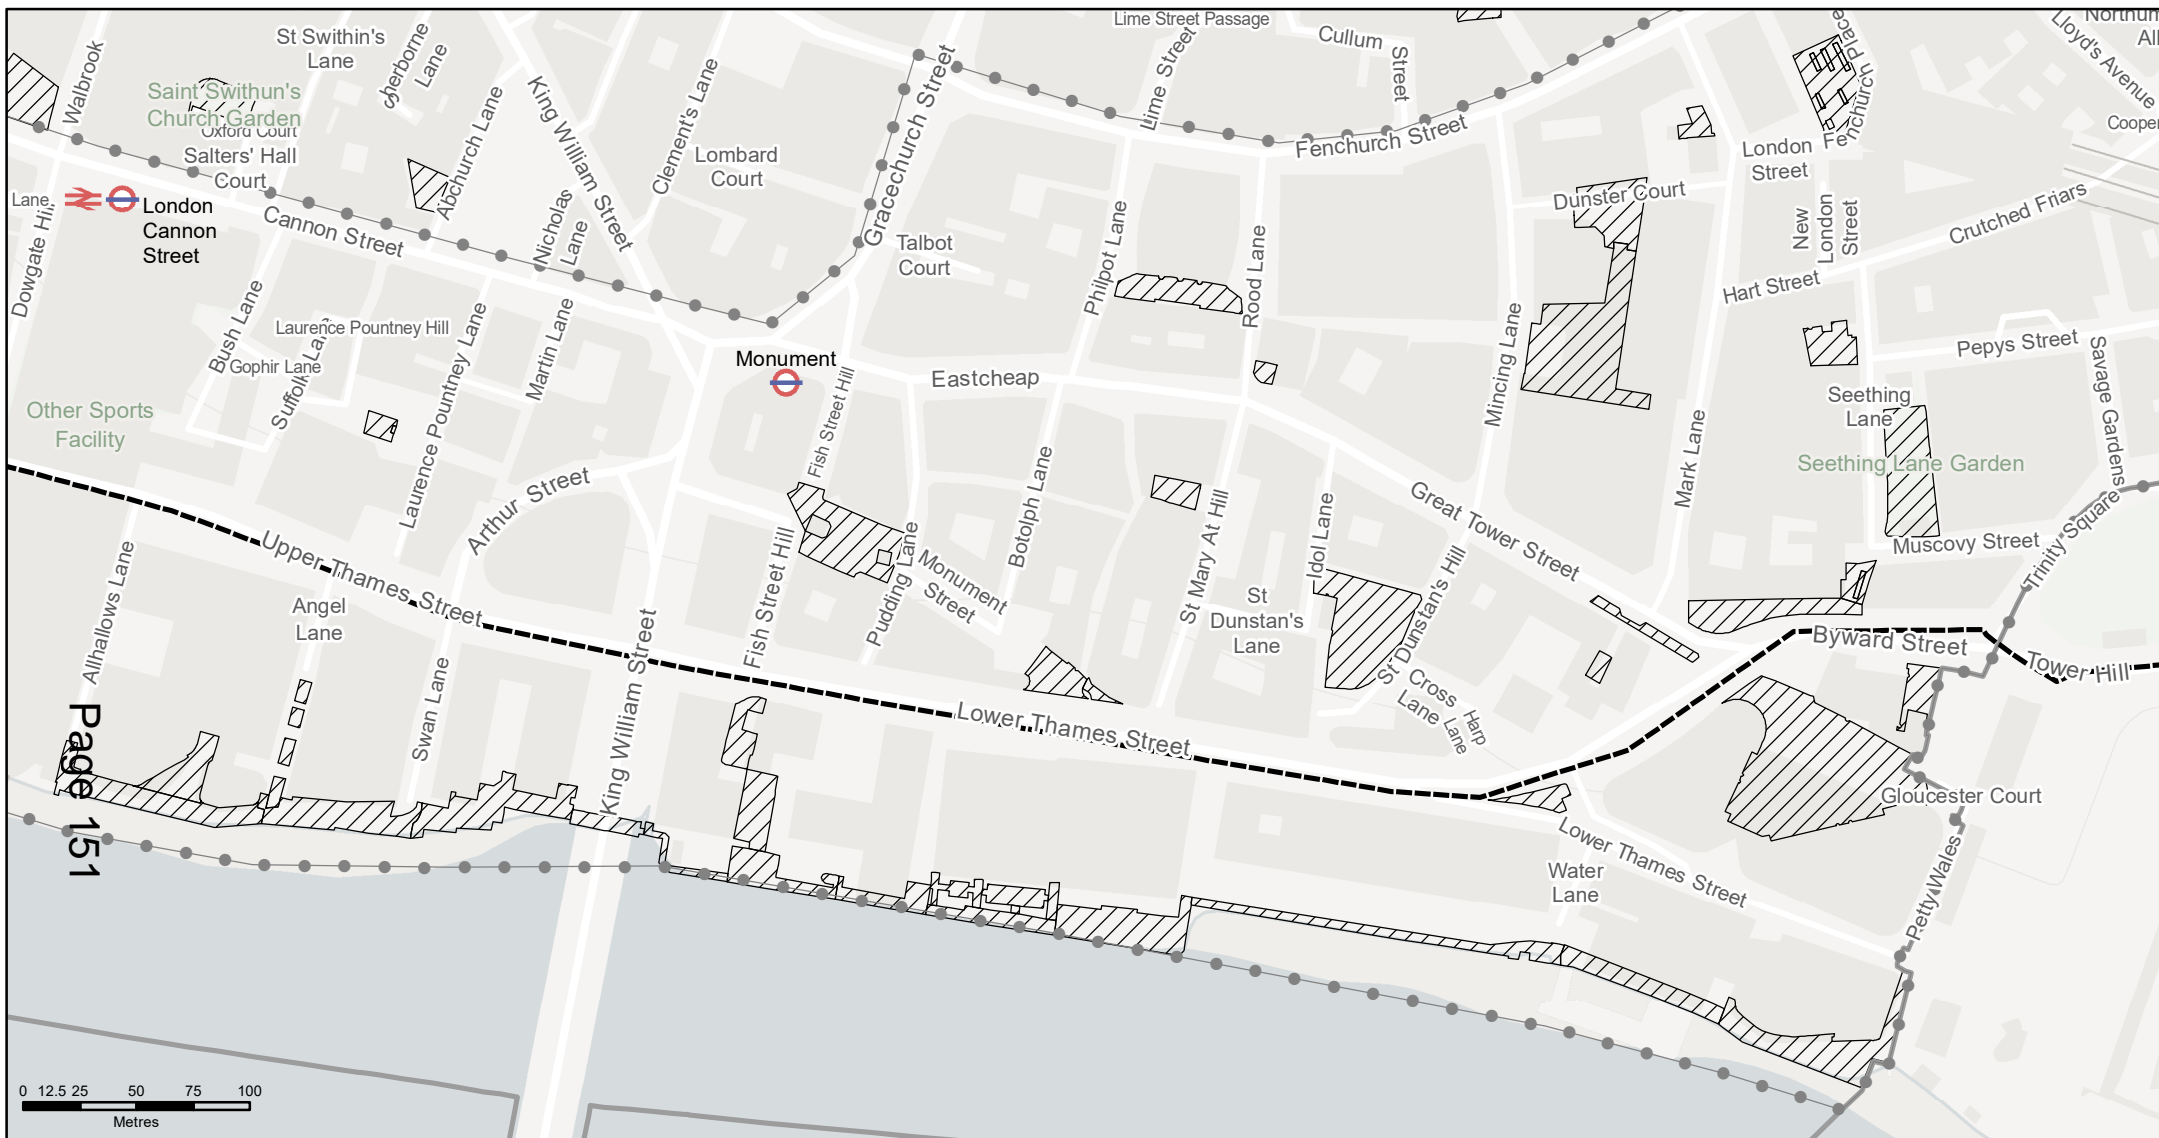 Lime Street Passage
Cullum
Street
Lime Street
Place
Fenchurch
Northum
All
Lloyd's Avenue
Cooper
Walbrook
St Swithin's
Lane
Sherborne
Lane
Saint Swithun's
Church Garden
Oxford Court
Salters' Hall
Court
Abchurch Lane
King William Street
Clement's Lane
Lombard
Court
Gracechurch Street
Fenchurch Street
London
Street
Dunster Court
New
London
Street
Crutched Friars
Hart Street
Lane
London
Cannon
Street
Cannon Street
Nicholas
Lane
Talbot
Court
Philpot Lane
Rood Lane
Dowgate Hill
Bush Lane
Laurence Pountney Hill
Gophir Lane
Suffolk Lane
Laurence Pountney Lane
Martin Lane
Monument
Eastcheap
Fish Street Hill
Mincing Lane
Pepys Street
Savage Gardens
Seething
Lane
Seething Lane Garden
Mark Lane
Other Sports
Facility
Arthur Street
Botolph Lane
St Mary At Hill
Idol Lane
Great Tower Street
Muscovy Street
Trinity Square
Upper Thames Street
Allhallows Lane
Angel
Lane
Swan Lane
King William Street
Fish Street Hill
Pudding Lane
Monument
Street
St
Dunstan's
Lane
St Dunstan's Hill
Cross
Lane
Harp
Lane
Byward Street
Tower Hill
Lower Thames Street
Gloucester Court
Lower Thames Street
Water
Lane
Petty Wales
Page 151
0 12.5 25 50 75 100
Metres